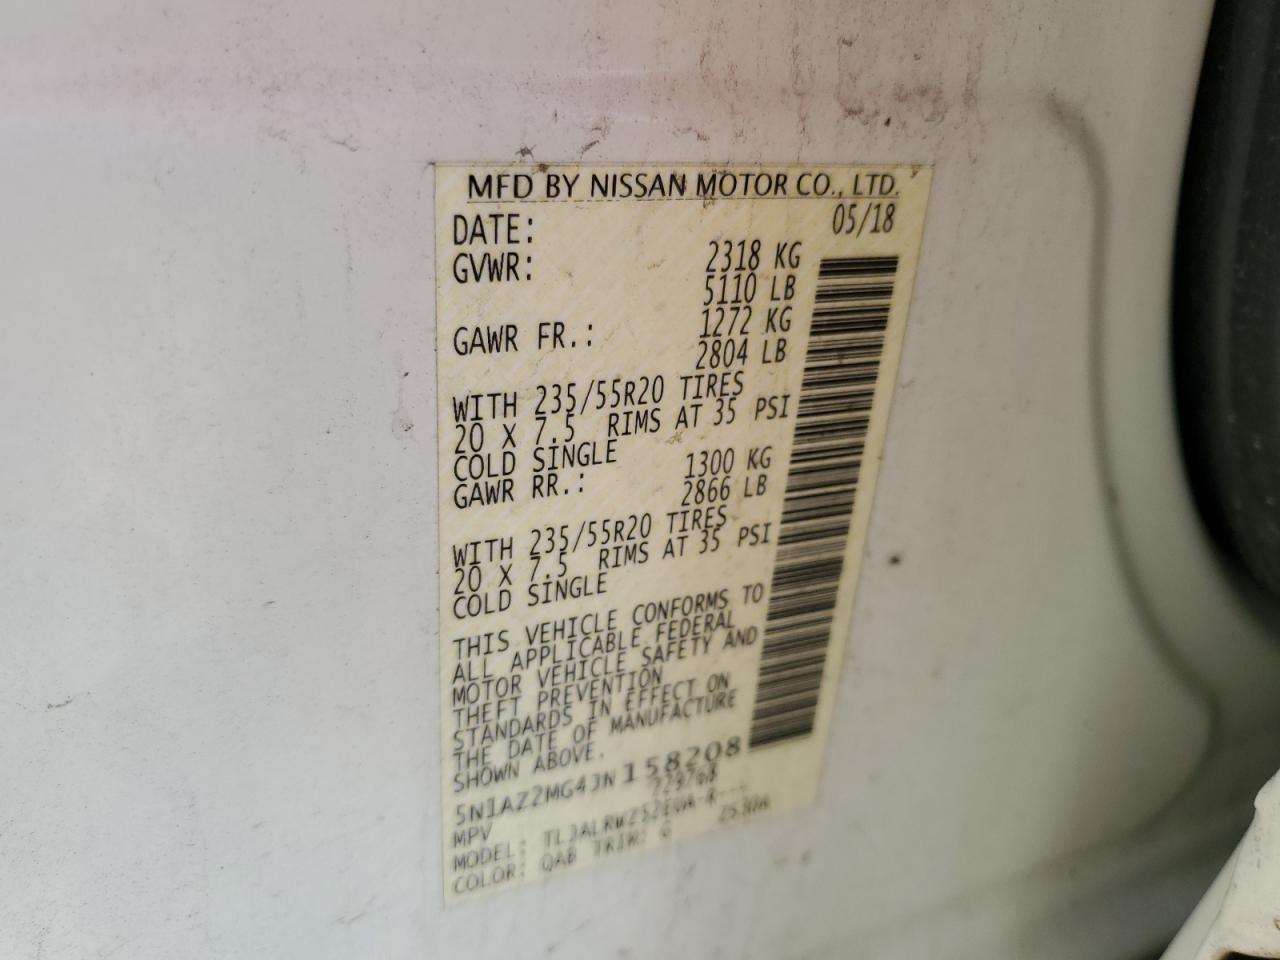 MFD BY NISSAN MOTOR CO., LTD.
DATE: 05/18
GVWR: 2318 KG
5110 LB
GAWR FR.: 1272 KG
2804 LB
WITH 235/55R20 TIRES
20 X 7.5 RIMS AT 35 PSI
COLD SINGLE
GAWR RR.: 1300 KG
2866 LB
WITH 235/55R20 TIRES
20 X 7.5 RIMS AT 35 PSI
COLD SINGLE
THIS VEHICLE CONFORMS TO
ALL APPLICABLE FEDERAL
MOTOR VEHICLE SAFETY AND
THEFT PREVENTION
STANDARDS IN EFFECT ON
THE DATE OF MANUFACTURE
SHOWN ABOVE.
5N1AZ2MG4JN158208
MPV
MODEL:
COLOR: QAB TRIM: G